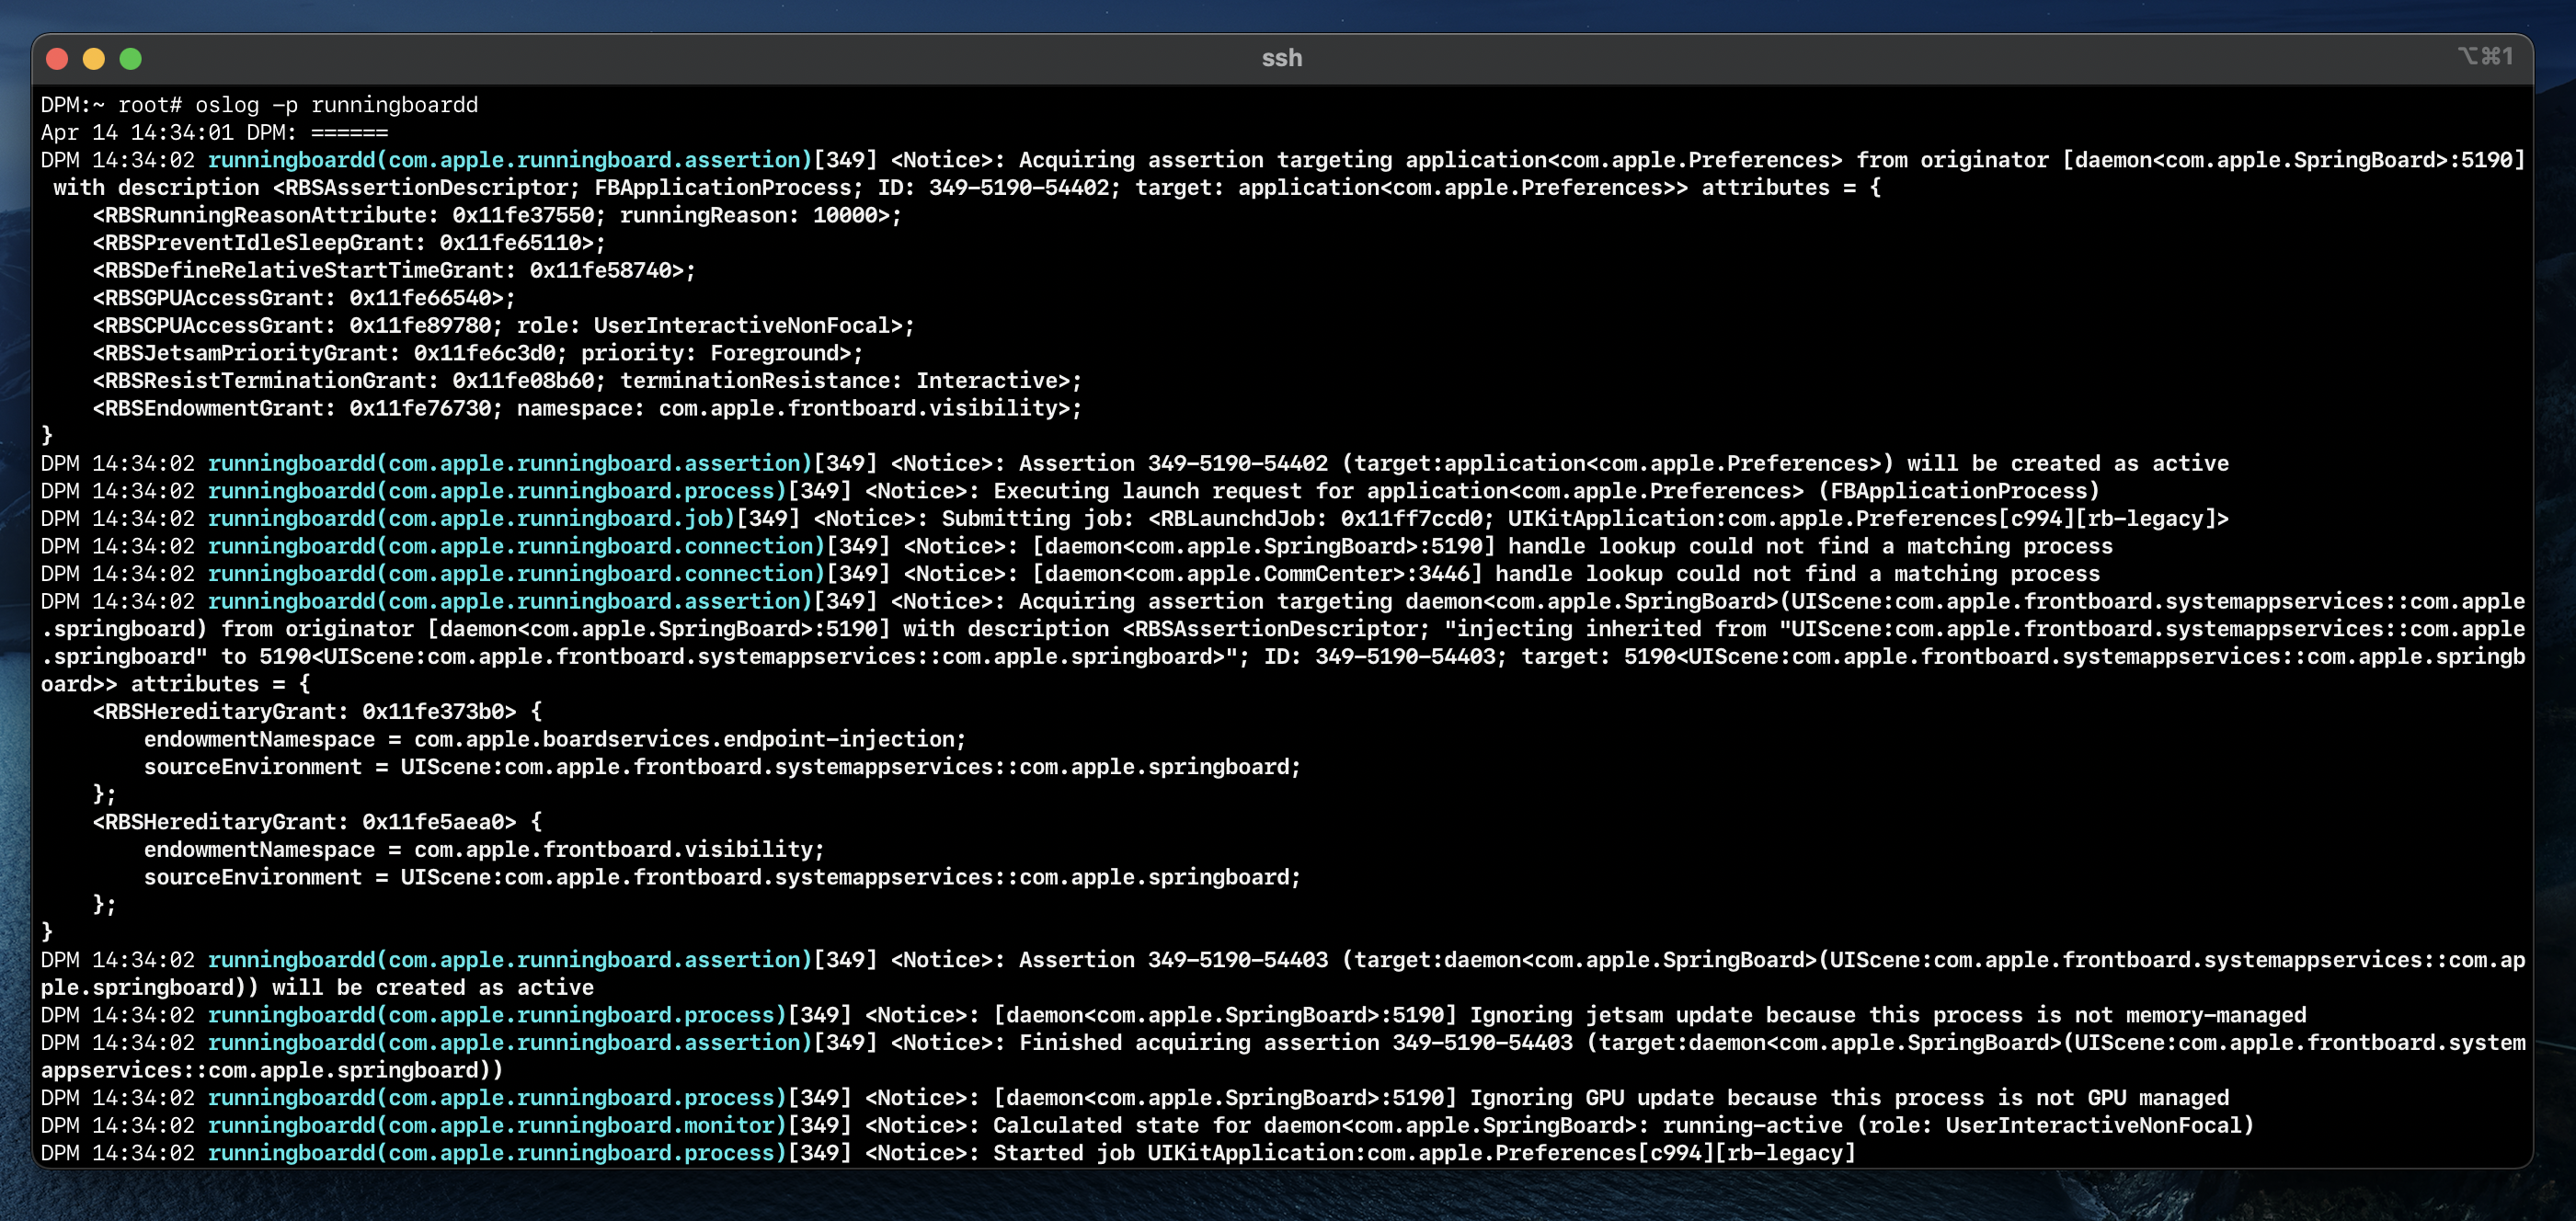 ssh
⌥⌘1
DPM:~ root# oslog -p runningboardd
Apr 14 14:34:01 DPM: ======
DPM 14:34:02 runningboardd(com.apple.runningboard.assertion)[349] <Notice>: Acquiring assertion targeting application<com.apple.Preferences> from originator [daemon<com.apple.SpringBoard>:5190]
 with description <RBSAssertionDescriptor; FBApplicationProcess; ID: 349-5190-54402; target: application<com.apple.Preferences>> attributes = {
    <RBSRunningReasonAttribute: 0x11fe37550; runningReason: 10000>;
    <RBSPreventIdleSleepGrant: 0x11fe65110>;
    <RBSDefineRelativeStartTimeGrant: 0x11fe58740>;
    <RBSGPUAccessGrant: 0x11fe66540>;
    <RBSCPUAccessGrant: 0x11fe89780; role: UserInteractiveNonFocal>;
    <RBSJetsamPriorityGrant: 0x11fe6c3d0; priority: Foreground>;
    <RBSResistTerminationGrant: 0x11fe08b60; terminationResistance: Interactive>;
    <RBSEndowmentGrant: 0x11fe76730; namespace: com.apple.frontboard.visibility>;
}
DPM 14:34:02 runningboardd(com.apple.runningboard.assertion)[349] <Notice>: Assertion 349-5190-54402 (target:application<com.apple.Preferences>) will be created as active
DPM 14:34:02 runningboardd(com.apple.runningboard.process)[349] <Notice>: Executing launch request for application<com.apple.Preferences> (FBApplicationProcess)
DPM 14:34:02 runningboardd(com.apple.runningboard.job)[349] <Notice>: Submitting job: <RBLaunchdJob: 0x11ff7ccd0; UIKitApplication:com.apple.Preferences[c994][rb-legacy]>
DPM 14:34:02 runningboardd(com.apple.runningboard.connection)[349] <Notice>: [daemon<com.apple.SpringBoard>:5190] handle lookup could not find a matching process
DPM 14:34:02 runningboardd(com.apple.runningboard.connection)[349] <Notice>: [daemon<com.apple.CommCenter>:3446] handle lookup could not find a matching process
DPM 14:34:02 runningboardd(com.apple.runningboard.assertion)[349] <Notice>: Acquiring assertion targeting daemon<com.apple.SpringBoard>(UIScene:com.apple.frontboard.systemappservices::com.apple
.springboard) from originator [daemon<com.apple.SpringBoard>:5190] with description <RBSAssertionDescriptor; "injecting inherited from "UIScene:com.apple.frontboard.systemappservices::com.apple
.springboard" to 5190<UIScene:com.apple.frontboard.systemappservices::com.apple.springboard>"; ID: 349-5190-54403; target: 5190<UIScene:com.apple.frontboard.systemappservices::com.apple.springb
oard>> attributes = {
    <RBSHereditaryGrant: 0x11fe373b0> {
        endowmentNamespace = com.apple.boardservices.endpoint-injection;
        sourceEnvironment = UIScene:com.apple.frontboard.systemappservices::com.apple.springboard;
    };
    <RBSHereditaryGrant: 0x11fe5aea0> {
        endowmentNamespace = com.apple.frontboard.visibility;
        sourceEnvironment = UIScene:com.apple.frontboard.systemappservices::com.apple.springboard;
    };
}
DPM 14:34:02 runningboardd(com.apple.runningboard.assertion)[349] <Notice>: Assertion 349-5190-54403 (target:daemon<com.apple.SpringBoard>(UIScene:com.apple.frontboard.systemappservices::com.ap
ple.springboard)) will be created as active
DPM 14:34:02 runningboardd(com.apple.runningboard.process)[349] <Notice>: [daemon<com.apple.SpringBoard>:5190] Ignoring jetsam update because this process is not memory-managed
DPM 14:34:02 runningboardd(com.apple.runningboard.assertion)[349] <Notice>: Finished acquiring assertion 349-5190-54403 (target:daemon<com.apple.SpringBoard>(UIScene:com.apple.frontboard.system
appservices::com.apple.springboard))
DPM 14:34:02 runningboardd(com.apple.runningboard.process)[349] <Notice>: [daemon<com.apple.SpringBoard>:5190] Ignoring GPU update because this process is not GPU managed
DPM 14:34:02 runningboardd(com.apple.runningboard.monitor)[349] <Notice>: Calculated state for daemon<com.apple.SpringBoard>: running-active (role: UserInteractiveNonFocal)
DPM 14:34:02 runningboardd(com.apple.runningboard.process)[349] <Notice>: Started job UIKitApplication:com.apple.Preferences[c994][rb-legacy]